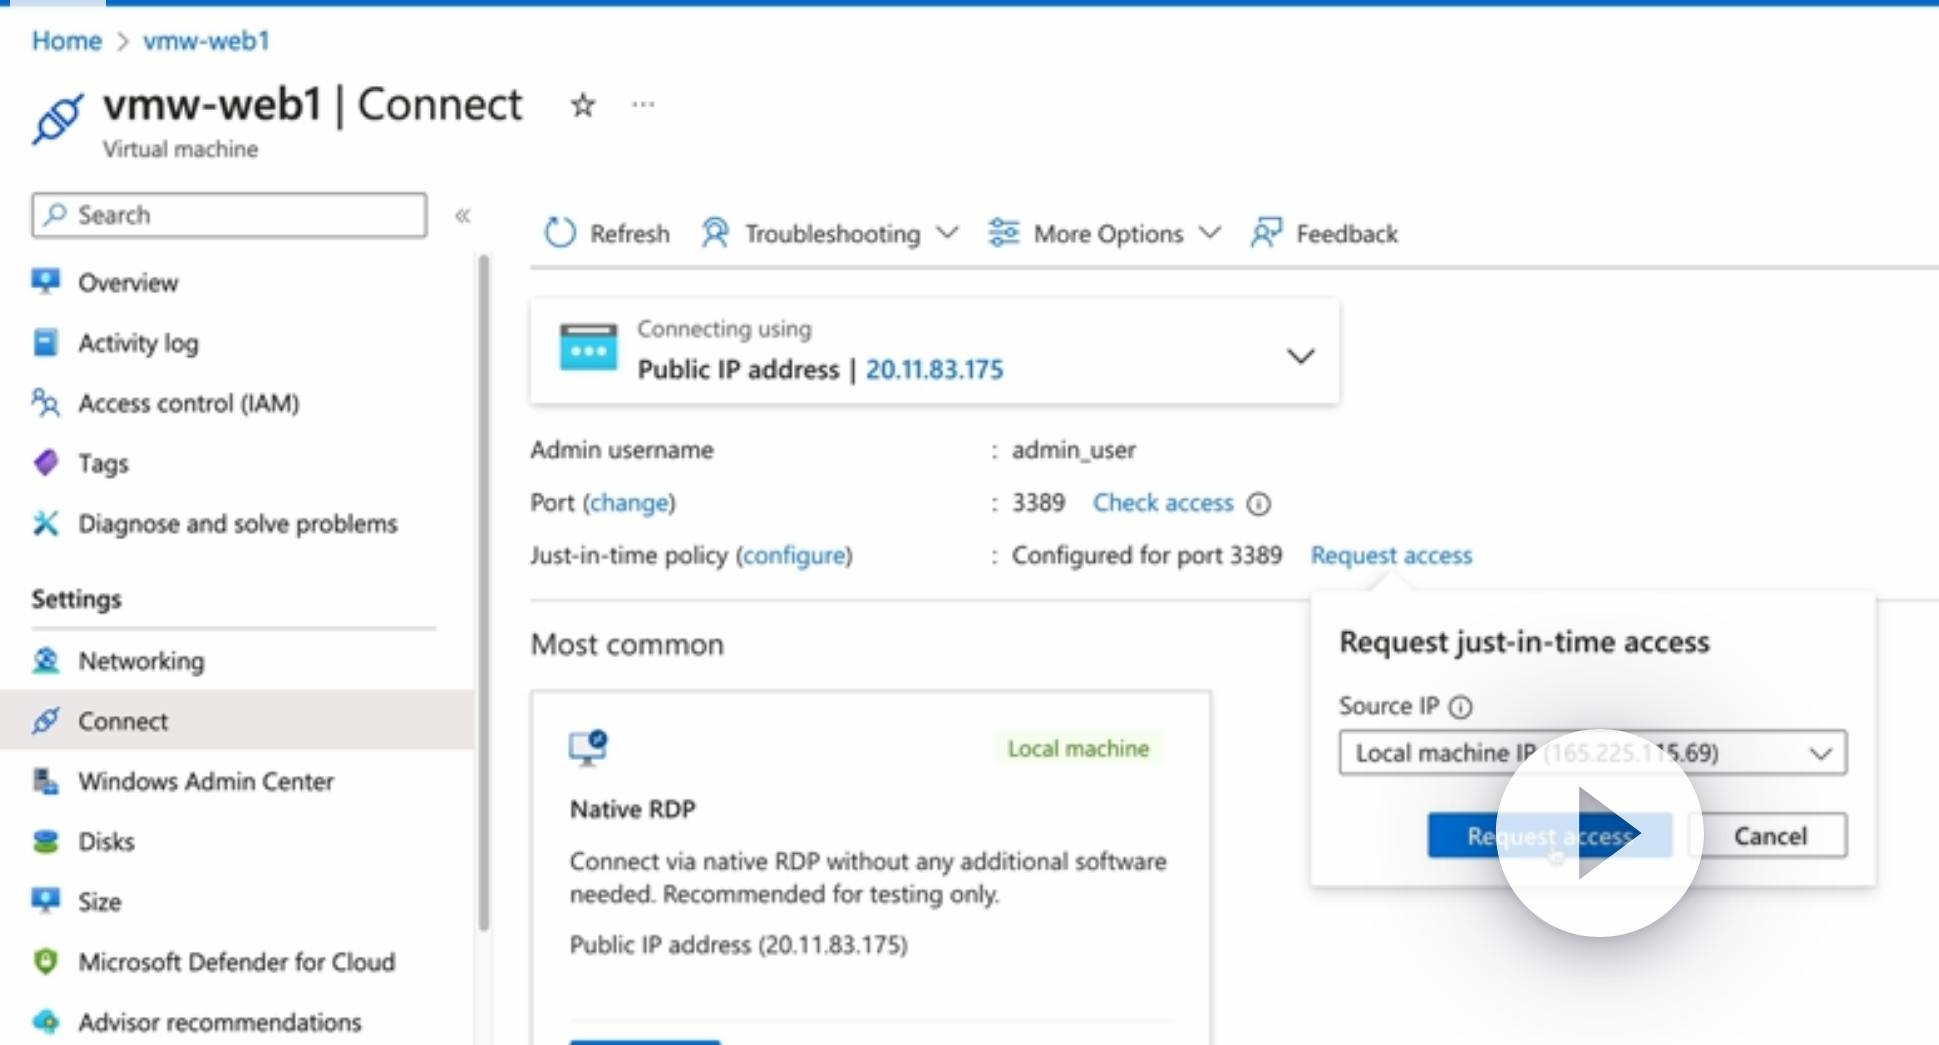 Home > vmw-web1
vmw-web1 | Connect
Virtual machine
Search
Overview
Activity log
Access control (IAM)
Tags
Diagnose and solve problems
Settings
Networking
Connect
Windows Admin Center
Disks
Size
Microsoft Defender for Cloud
Advisor recommendations
Refresh Troubleshooting More Options Feedback
Connecting using
Public IP address | 20.11.83.175
Admin username : admin_user
Port (change) : 3389 Check access
Just-in-time policy (configure) : Configured for port 3389 Request access
Most common
Local machine
Native RDP
Connect via native RDP without any additional software
needed. Recommended for testing only.
Public IP address (20.11.83.175)
Request just-in-time access
Source IP
Local machine IP (165.225.115.69)
Request access Cancel